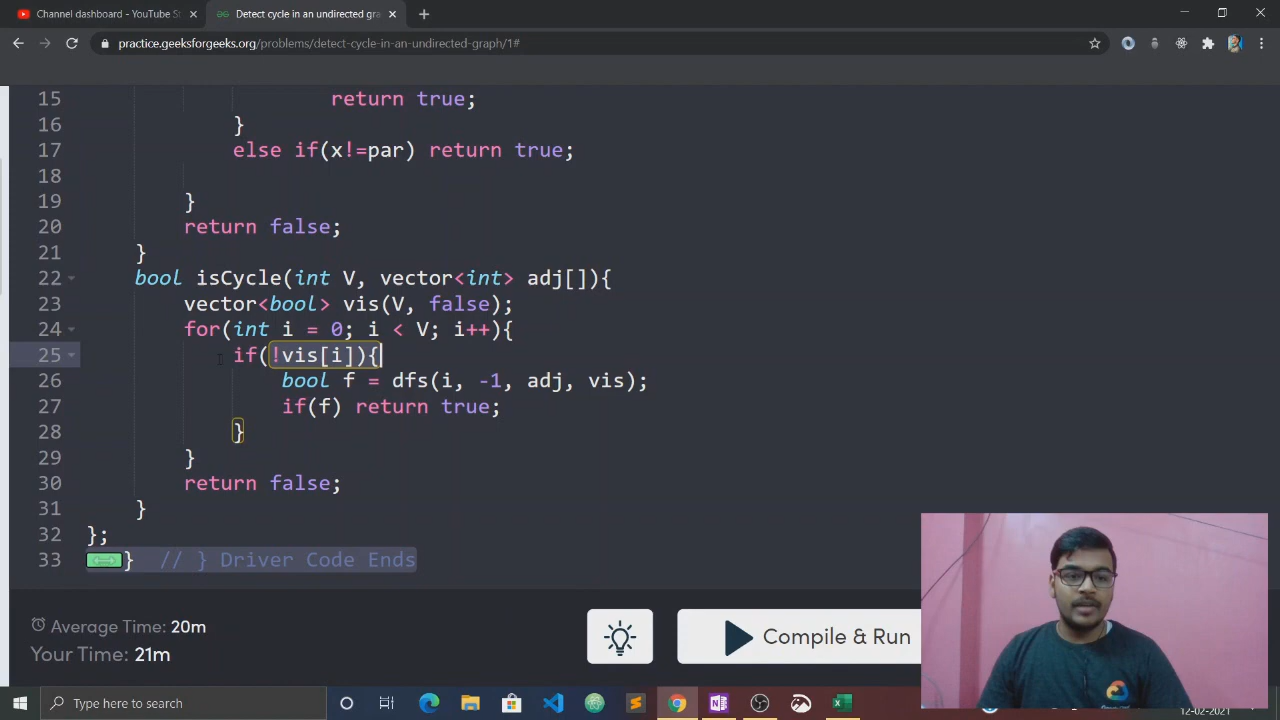 Channel dashboard - YouTube St
Detect cycle in an undirected gra
practice.geeksforgeeks.org/problems/detect-cycle-in-an-undirected-graph/1#
15 return true;
16 }
17 else if(x!=par) return true;
18
19 }
20 return false;
21 }
22 bool isCycle(int V, vector<int> adj[]){
23 vector<bool> vis(V, false);
24 for(int i = 0; i < V; i++){
25 if(!vis[i]){
26 bool f = dfs(i, -1, adj, vis);
27 if(f) return true;
28 }
29 }
30 return false;
31 }
32 };
33 } // } Driver Code Ends
Average Time: 20m
Your Time: 21m
Compile & Run
Type here to search
12-02-2021